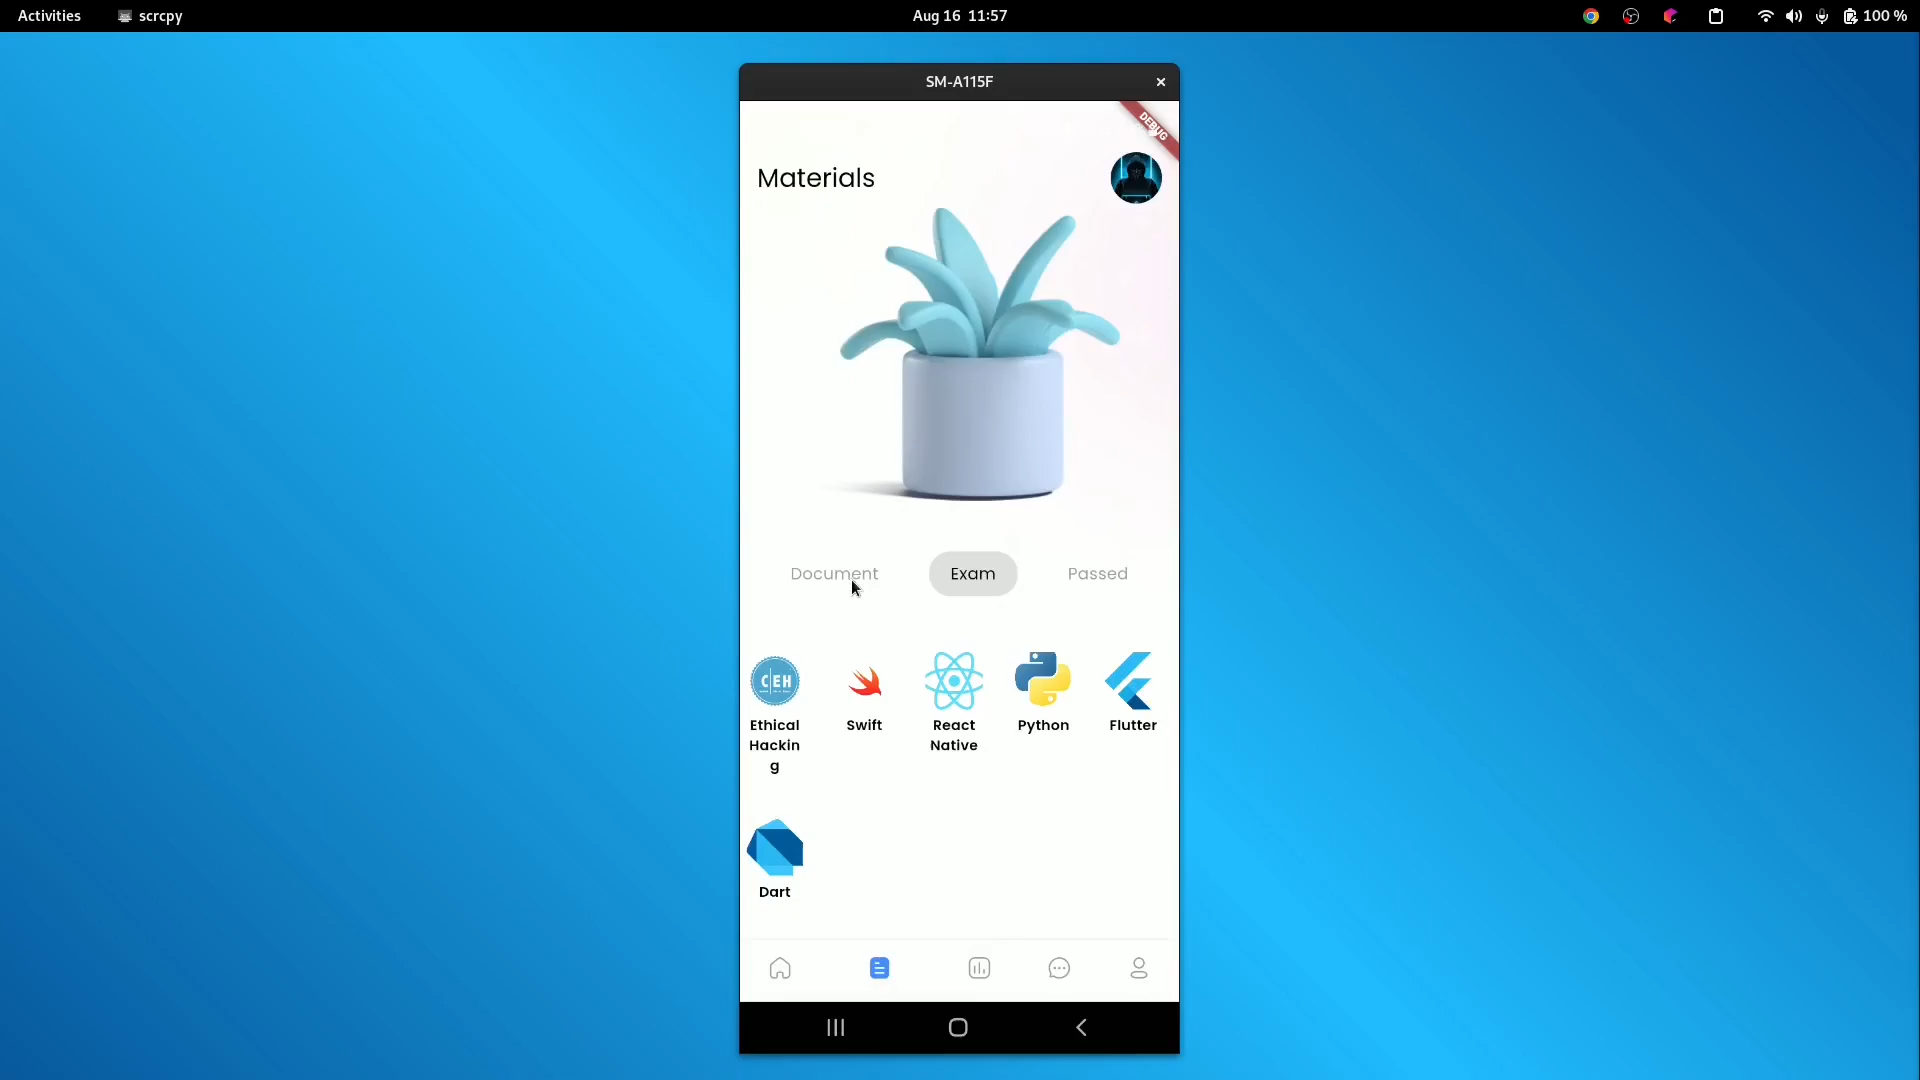 Activities
scrcpy
Aug 16 11:57
100 %
SM-A115F
DEBUG
Materials
Document
Exam
Passed
CEH
Ethical
Hackin
g
Swift
React
Native
Python
Flutter
Dart